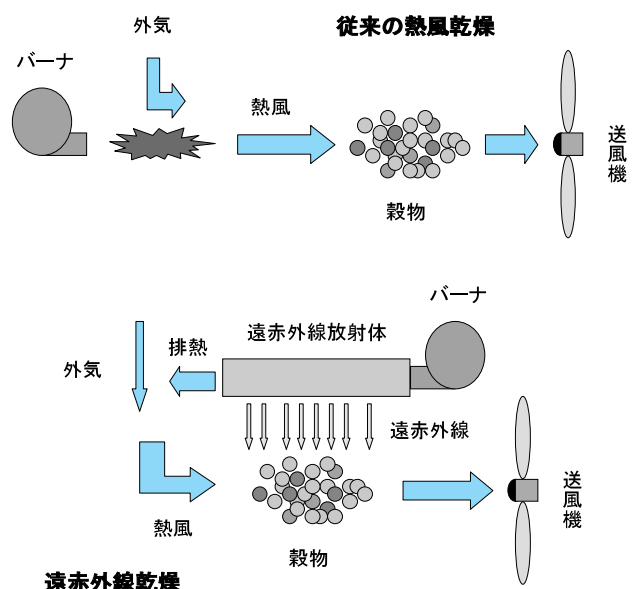 従来の熱風乾燥
外気
バーナ
熱風
送風機
穀物
バーナ
遠赤外線放射体
排熱
外気
遠赤外線
送風機
熱風
穀物
遠赤外線乾燥